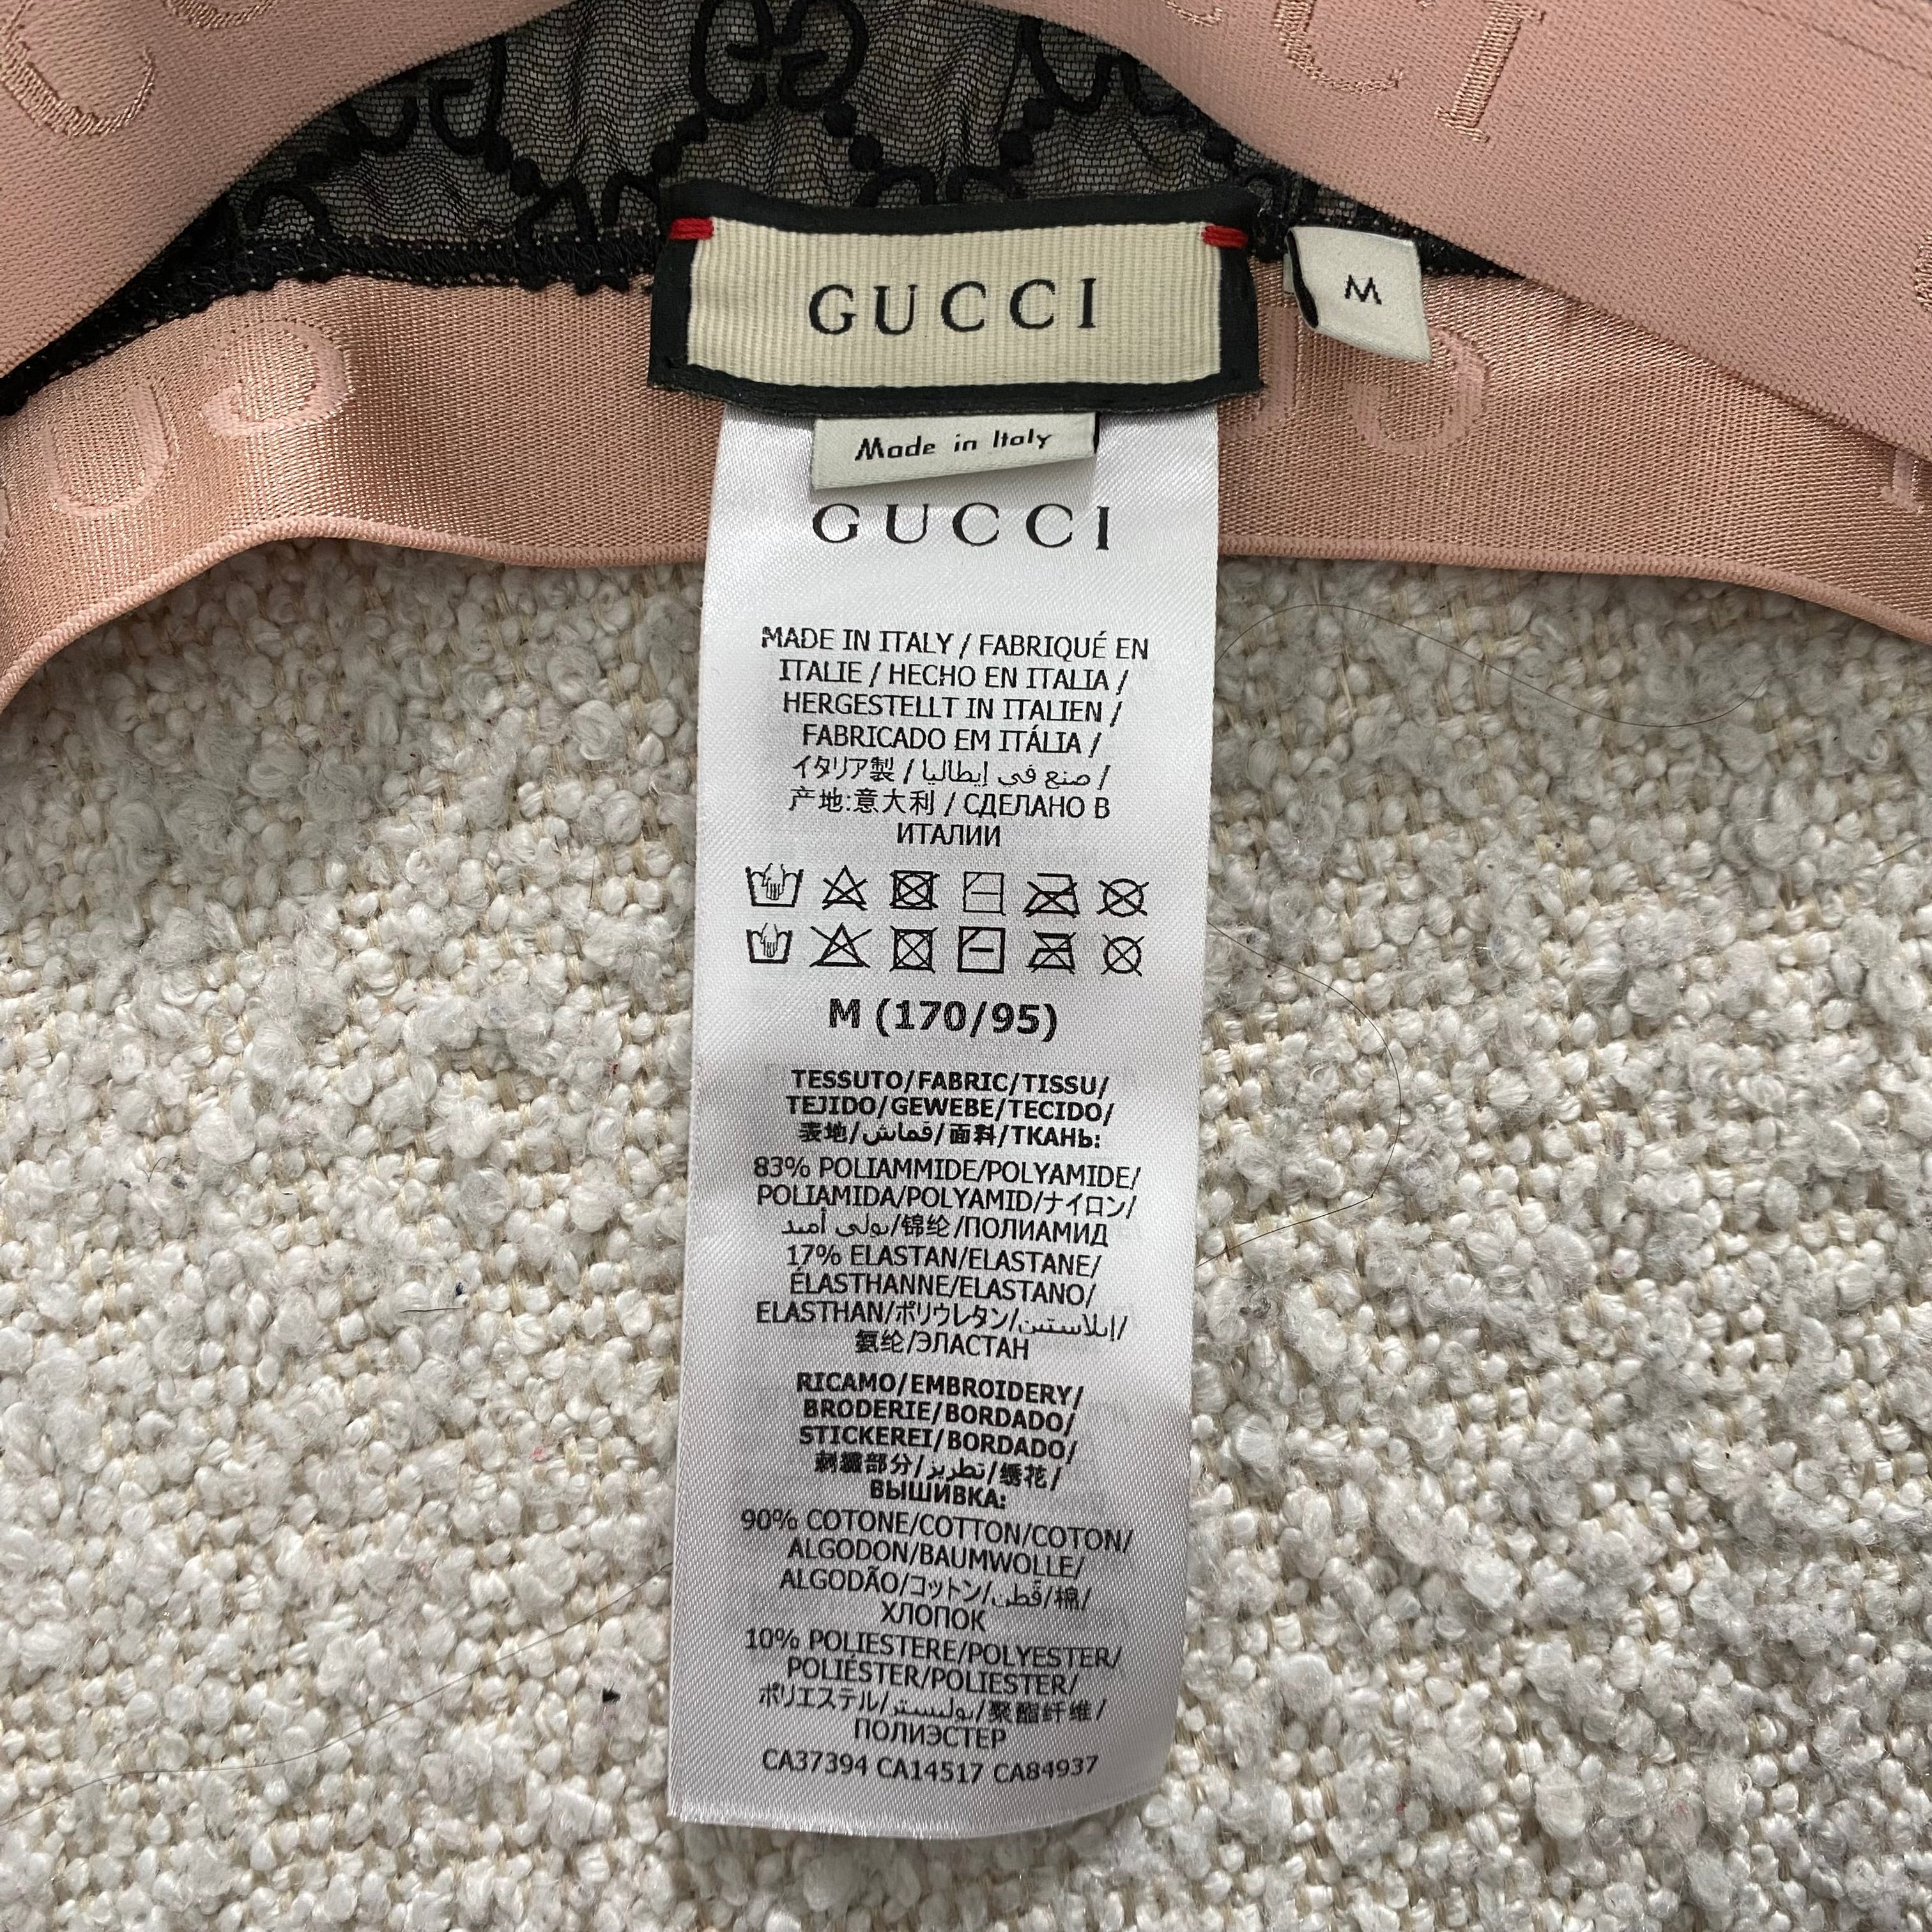 CCI
GUCCI
M
UG
Made in Italy
GUCCI
MADE IN ITALY / FABRIQUÉ EN
ITALIE / HECHO EN ITALIA /
HERGESTELLT IN ITALIEN /
FABRICADO EM ITÁLIA /
イタリア製 / صنع في إيطاليا /
产地:意大利 / СДЕЛАНО В
ИТАЛИИ
M (170/95)
TESSUTO/FABRIC/TISSU/
TEJIDO/GEWEBE/TECIDO/
表地/قماش/面料/ТКАНЬ:
83% POLIAMMIDE/POLYAMIDE/
POLIAMIDA/POLYAMID/ナイロン/
بولي أميد/锦纶/ПОЛИАМИД
17% ELASTAN/ELASTANE/
ÉLASTHANNE/ELASTANO/
ELASTHAN/ポリウレタン/إيلاستين/
氨纶/ЭЛАСТАН
RICAMO/EMBROIDERY/
BRODERIE/BORDADO/
STICKEREI/BORDADO/
刺繍部分/تطريز/绣花/
ВЫШИВКА:
90% COTONE/COTTON/COTON/
ALGODON/BAUMWOLLE/
ALGODÃO/コットン/قطن/棉/
ХЛОПОК
10% POLIESTERE/POLYESTER/
POLIÉSTER/POLIESTER/
ポリエステル/بوليستر/聚酯纤维/
ПОЛИЭСТЕР
CA37394 CA14517 CA84937